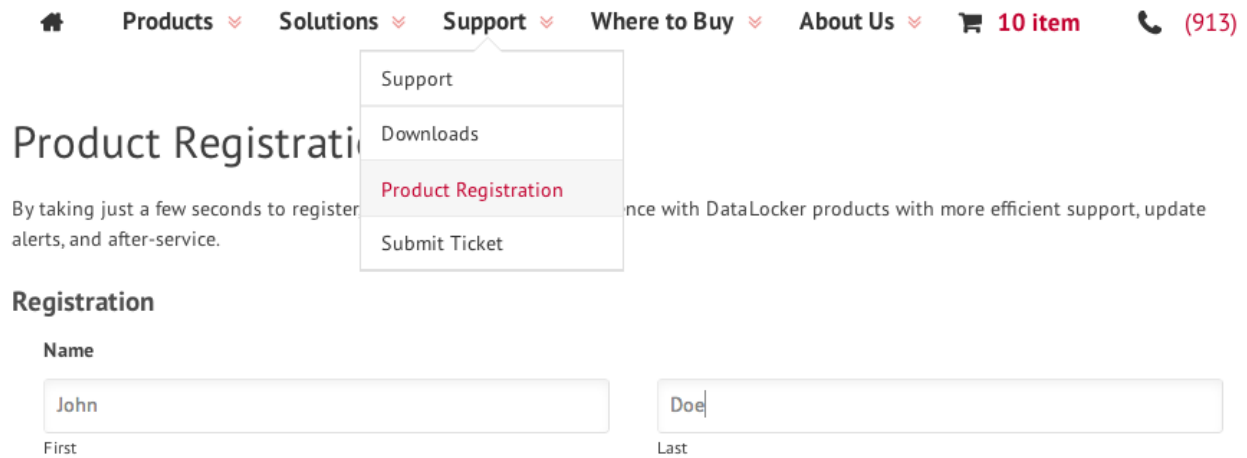 Products Solutions Support Where to Buy About Us 10 item (913)
Support
Downloads
Product Registration
Submit Ticket
Product Registrati
By taking just a few seconds to register nce with DataLocker products with more efficient support, update
alerts, and after-service.
Registration
Name
John Doe
First Last